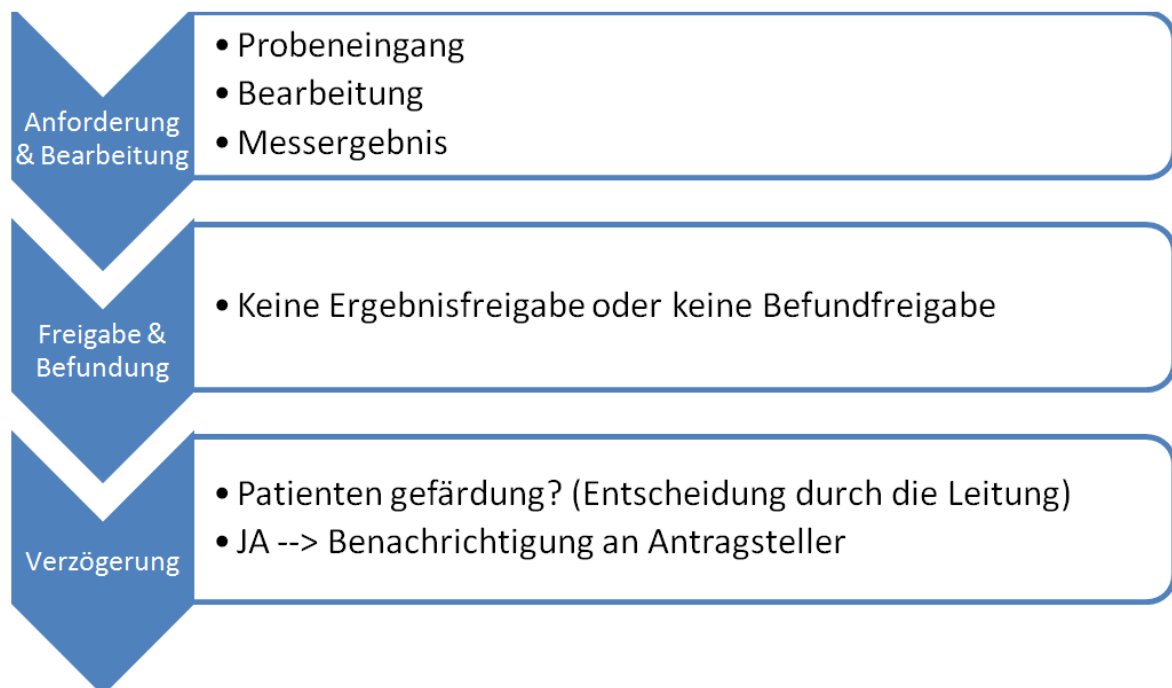 Anforderung
& Bearbeitung
• Probeneingang
• Bearbeitung
• Messergebnis
Freigabe &
Befundung
• Keine Ergebnisfreigabe oder keine Befundfreigabe
Verzögerung
• Patienten gefärdung? (Entscheidung durch die Leitung)
• JA --> Benachrichtigung an Antragsteller